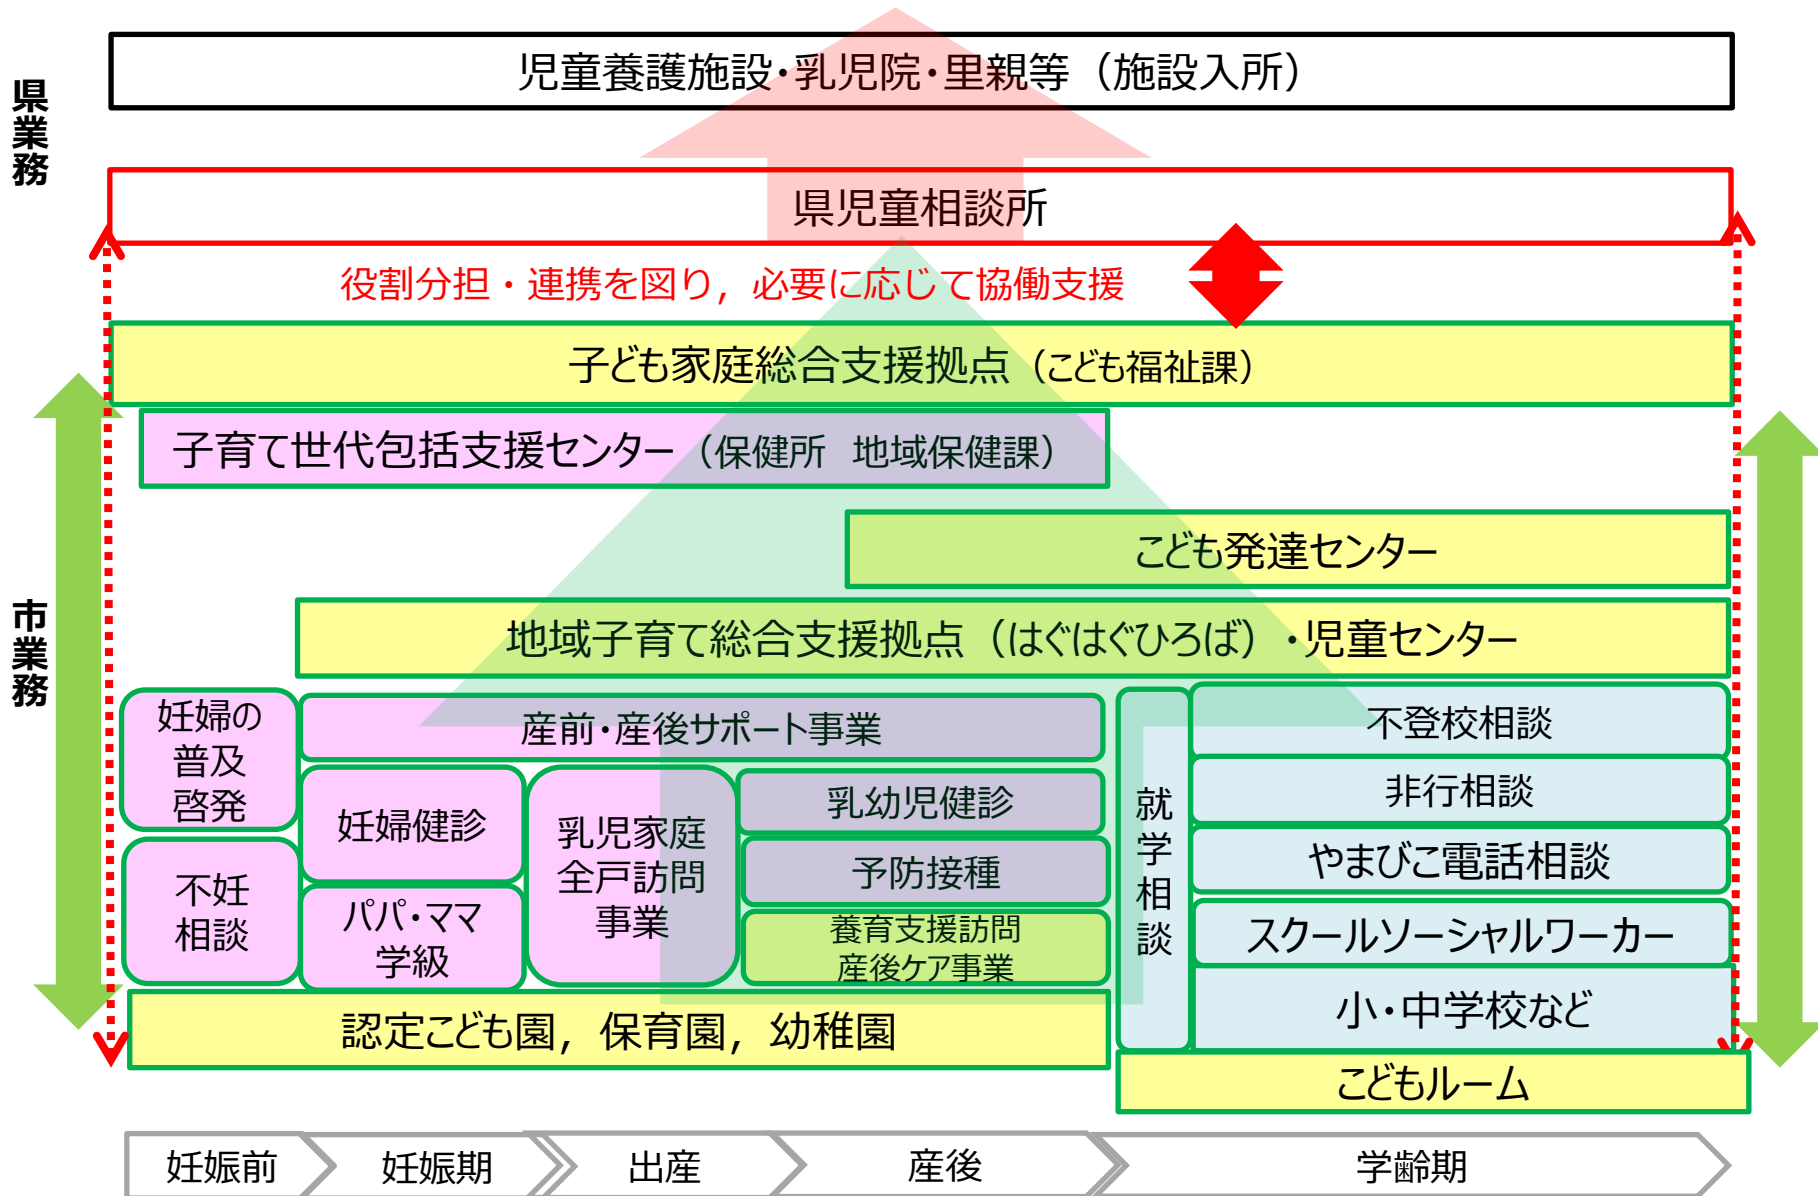 県業務
児童養護施設・乳児院・里親等（施設入所）
県児童相談所
役割分担・連携を図り，必要に応じて協働支援
市業務
子ども家庭総合支援拠点（こども福祉課）
子育て世代包括支援センター（保健所　地域保健課）
こども発達センター
地域子育て総合支援拠点（はぐはぐひろば）・児童センター
妊婦の
普及
啓発
不妊
相談
産前・産後サポート事業
妊婦健診
パパ・ママ
学級
乳児家庭
全戸訪問
事業
乳幼児健診
予防接種
養育支援訪問
産後ケア事業
認定こども園，保育園，幼稚園
就学相談
不登校相談
非行相談
やまびこ電話相談
スクールソーシャルワーカー
小・中学校など
こどもルーム
妊娠前
妊娠期
出産
産後
学齢期